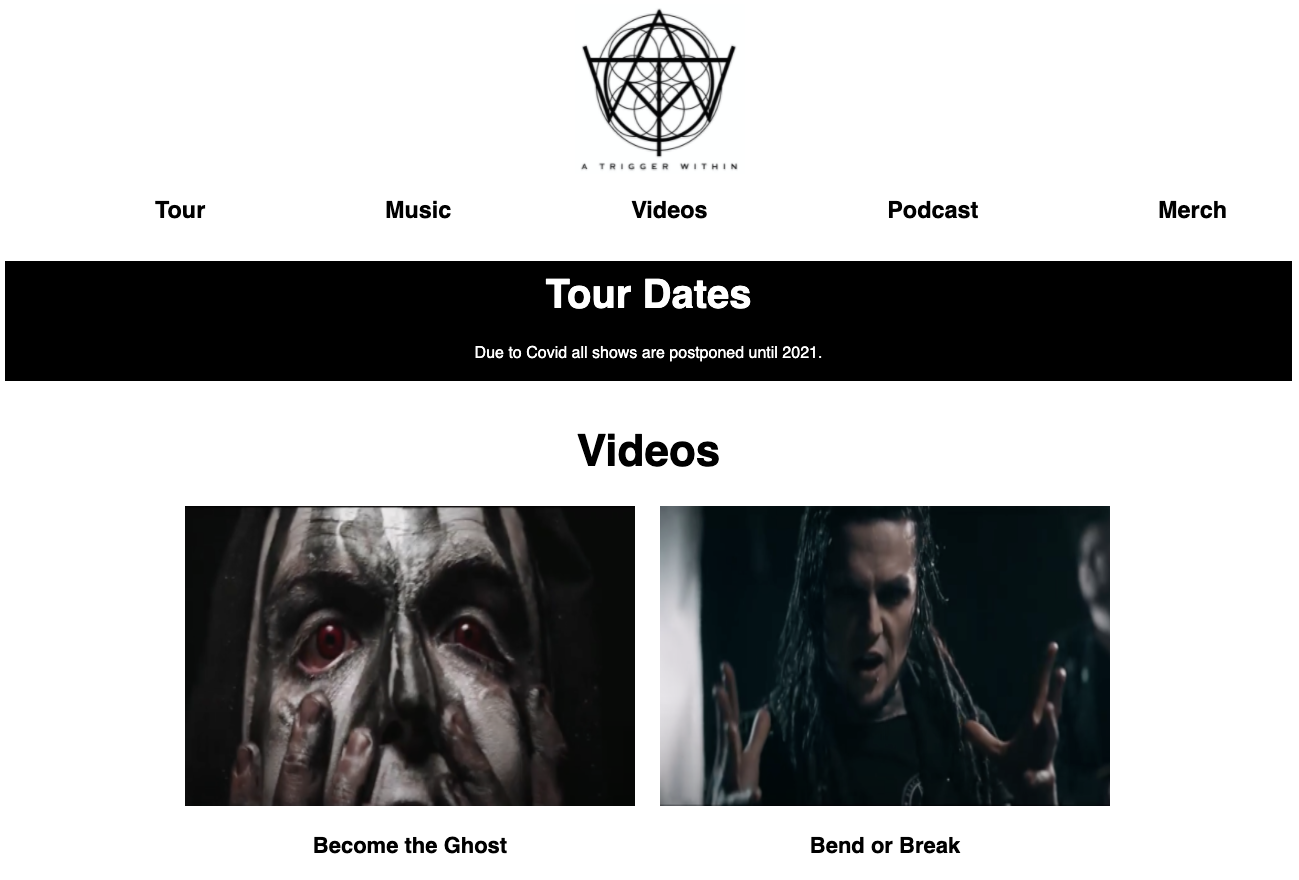 A TRIGGER WITHIN
Tour Music Videos Podcast Merch
Tour Dates
Due to Covid all shows are postponed until 2021.
Videos
Become the Ghost Bend or Break